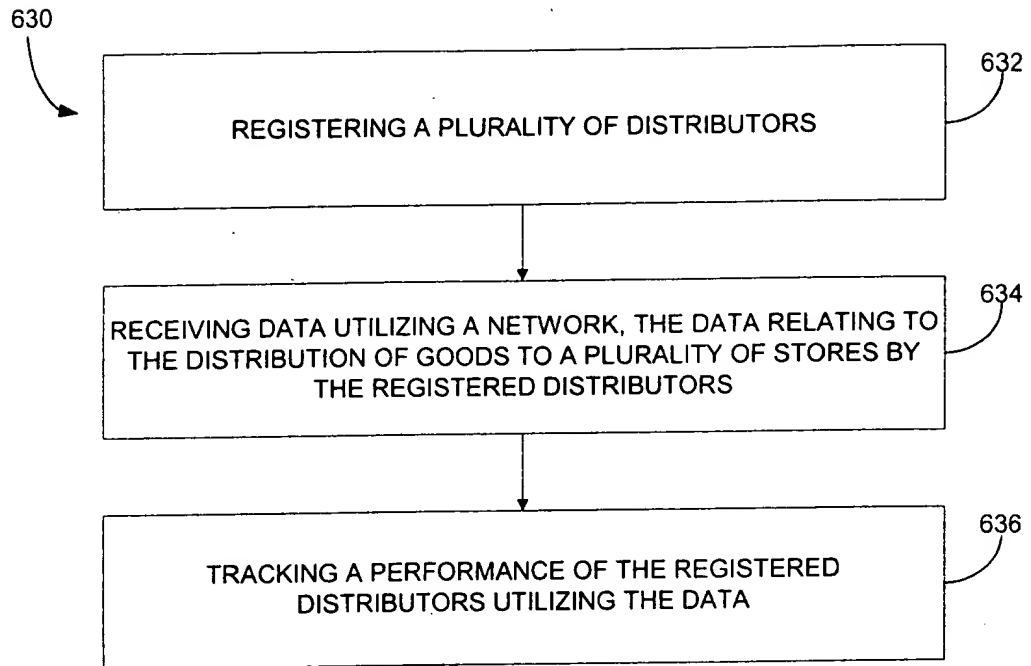 630
632
REGISTERING A PLURALITY OF DISTRIBUTORS
634
RECEIVING DATA UTILIZING A NETWORK, THE DATA RELATING TO
THE DISTRIBUTION OF GOODS TO A PLURALITY OF STORES BY
THE REGISTERED DISTRIBUTORS
636
TRACKING A PERFORMANCE OF THE REGISTERED
DISTRIBUTORS UTILIZING THE DATA